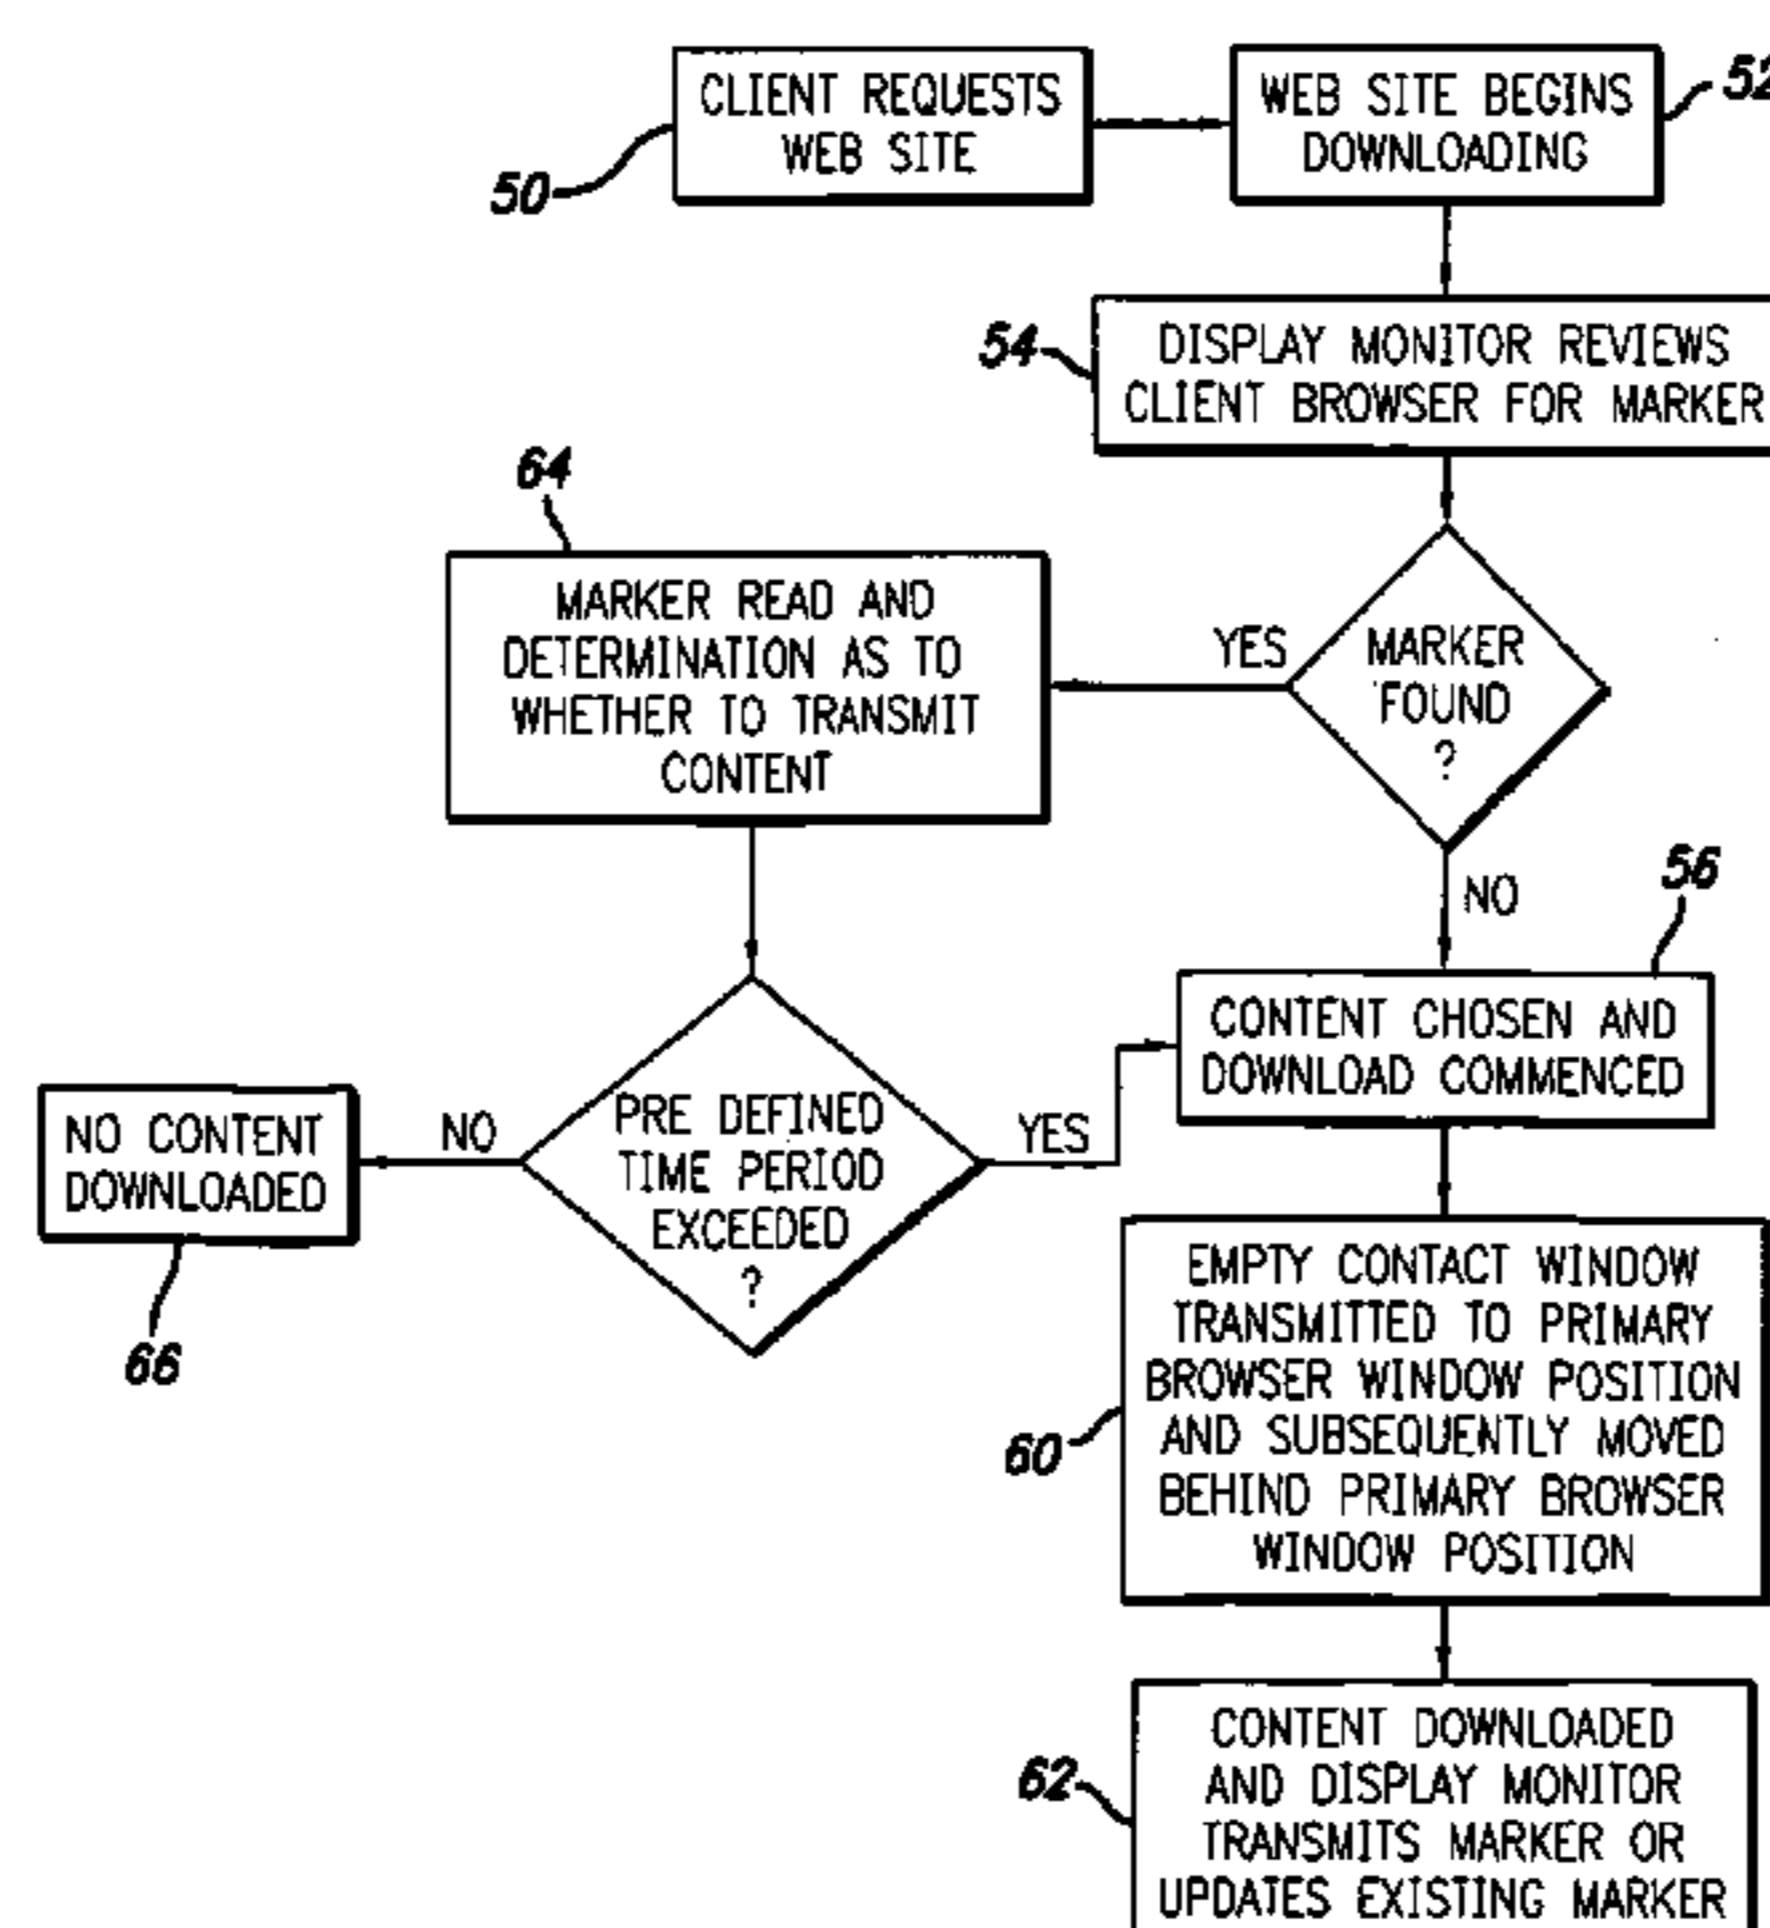 CLIENT REQUESTS
WEB SITE
50
WEB SITE BEGINS
DOWNLOADING
52
DISPLAY MONITOR REVIEWS
CLIENT BROWSER FOR MARKER
54
MARKER
FOUND
?
YES
NO
64
MARKER READ AND
DETERMINATION AS TO
WHETHER TO TRANSMIT
CONTENT
PRE DEFINED
TIME PERIOD
EXCEEDED
?
NO
YES
NO CONTENT
DOWNLOADED
66
56
CONTENT CHOSEN AND
DOWNLOAD COMMENCED
EMPTY CONTACT WINDOW
TRANSMITTED TO PRIMARY
BROWSER WINDOW POSITION
AND SUBSEQUENTLY MOVED
BEHIND PRIMARY BROWSER
WINDOW POSITION
60
CONTENT DOWNLOADED
AND DISPLAY MONITOR
TRANSMITS MARKER OR
UPDATES EXISTING MARKER
62